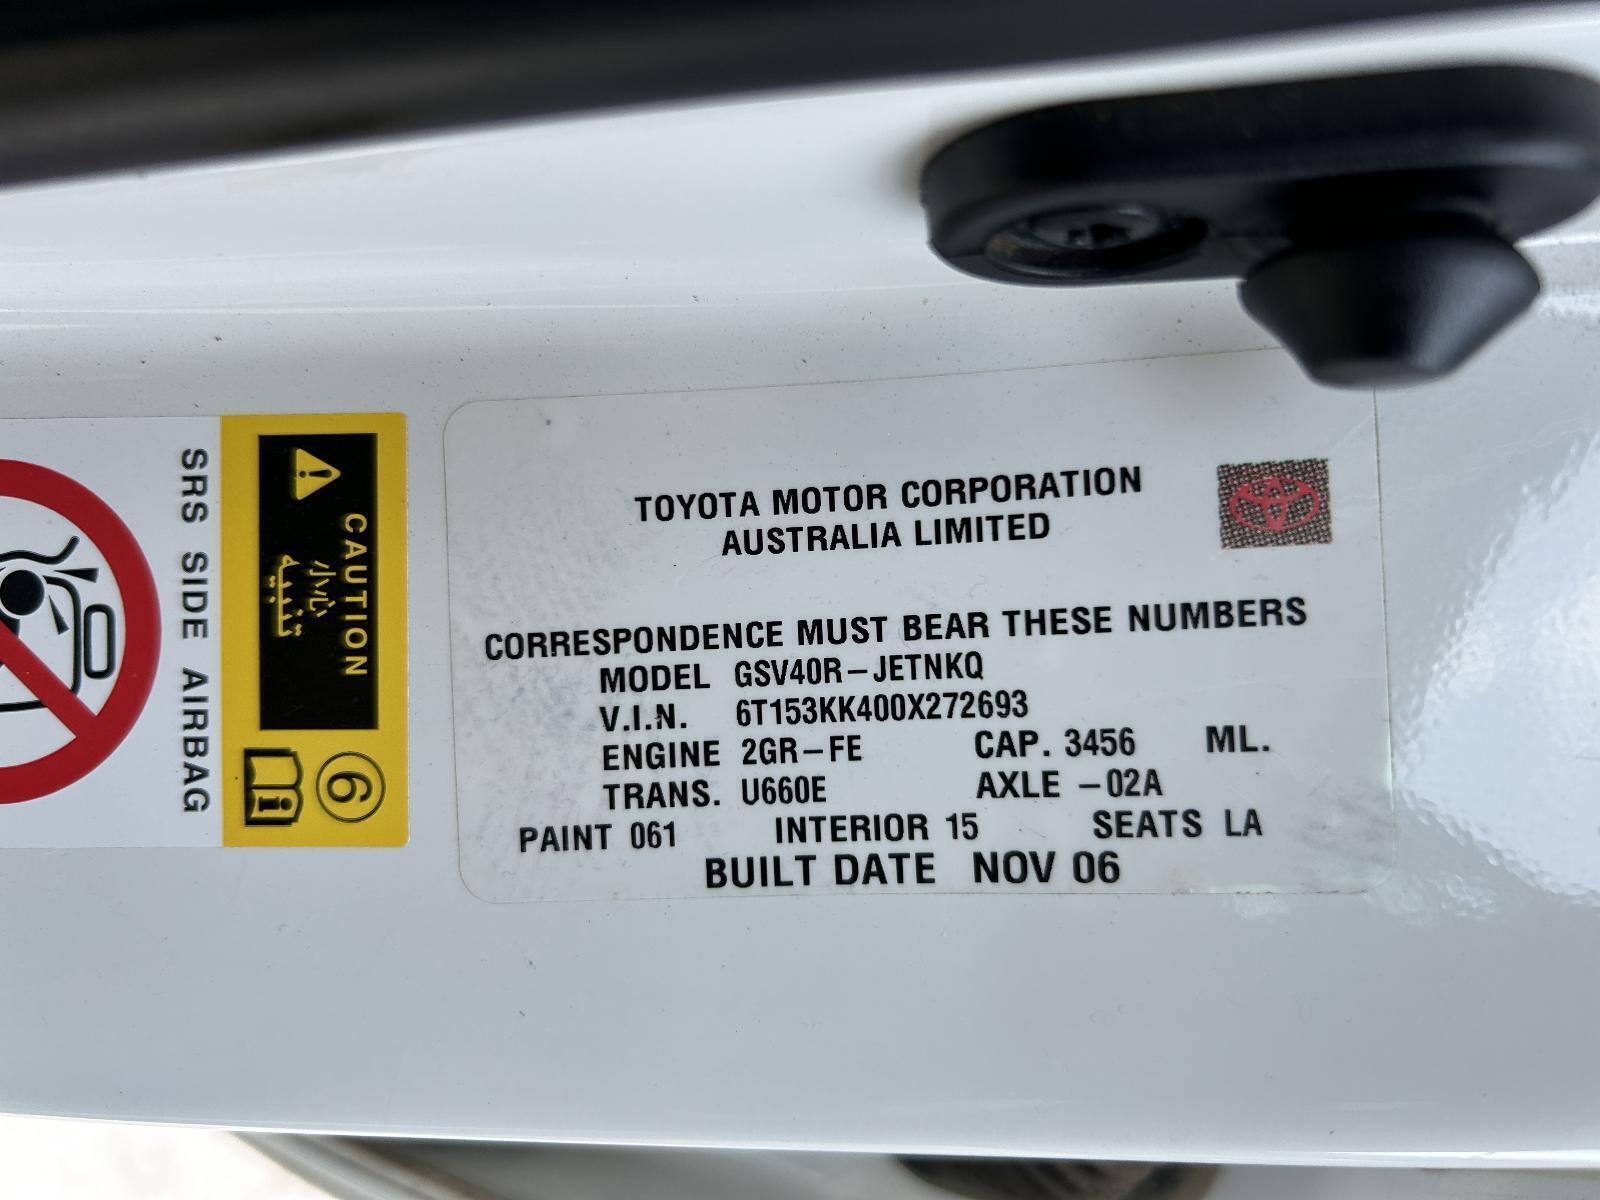 SRS SIDE AIRBAG
CAUTION
تنبيه
6
i
TOYOTA MOTOR CORPORATION
AUSTRALIA LIMITED
CORRESPONDENCE MUST BEAR THESE NUMBERS
MODEL GSV40R-JETNKQ
V.I.N. 6T153KK400X272693
ENGINE 2GR-FE CAP. 3456 ML.
TRANS. U660E AXLE -02A
PAINT 061 INTERIOR 15 SEATS LA
BUILT DATE NOV 06